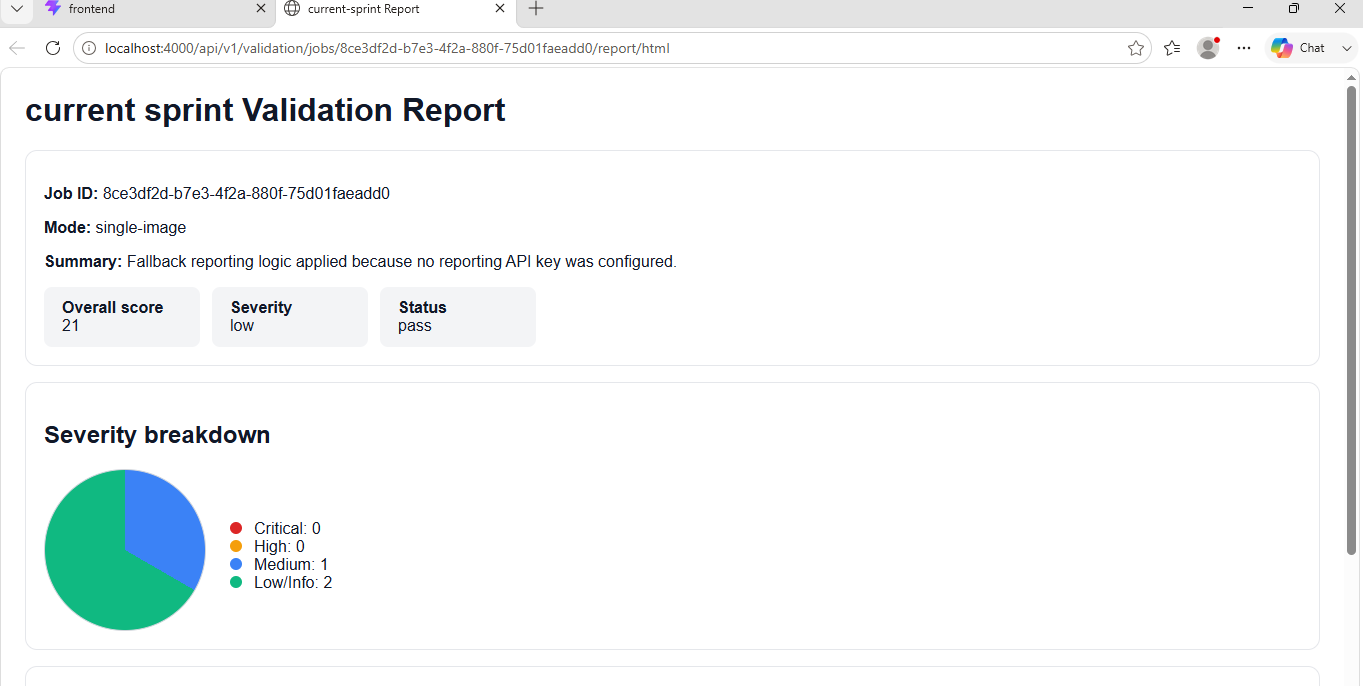 frontend
current-sprint Report
localhost:4000/api/v1/validation/jobs/8ce3df2d-b7e3-4f2a-880f-75d01faeadd0/report/html
Chat
current sprint Validation Report
Job ID: 8ce3df2d-b7e3-4f2a-880f-75d01faeadd0
Mode: single-image
Summary: Fallback reporting logic applied because no reporting API key was configured.
Overall score
21
Severity
low
Status
pass
Severity breakdown
Critical: 0
High: 0
Medium: 1
Low/Info: 2